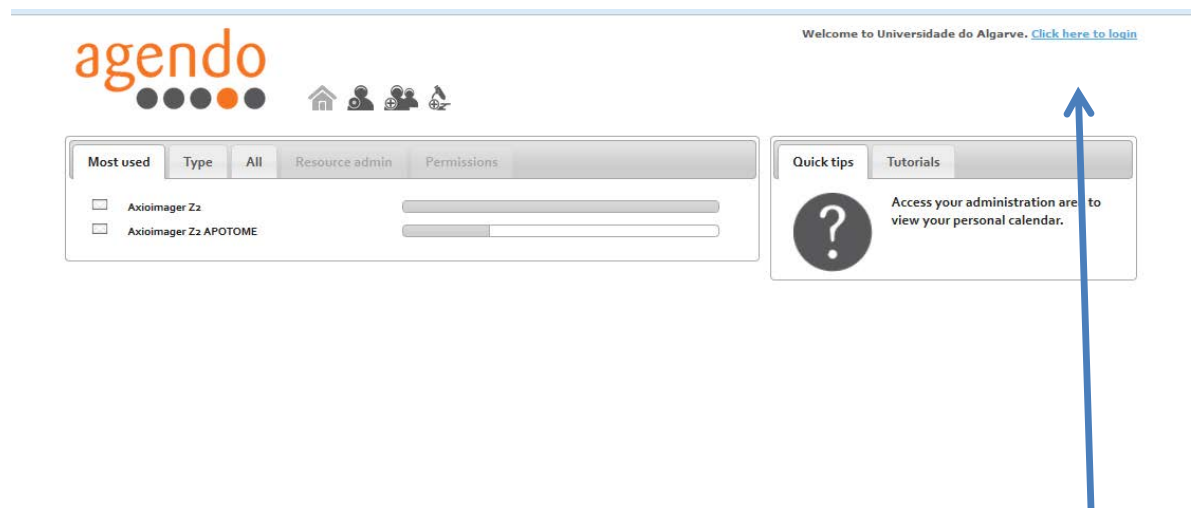 Welcome to Universidade do Algarve. Click here to login
agendo
Most used Type All Resource admin Permissions
Axioimager Z2
Axioimager Z2 APOTOME
Quick tips Tutorials
?
Access your administration area to
view your personal calendar.